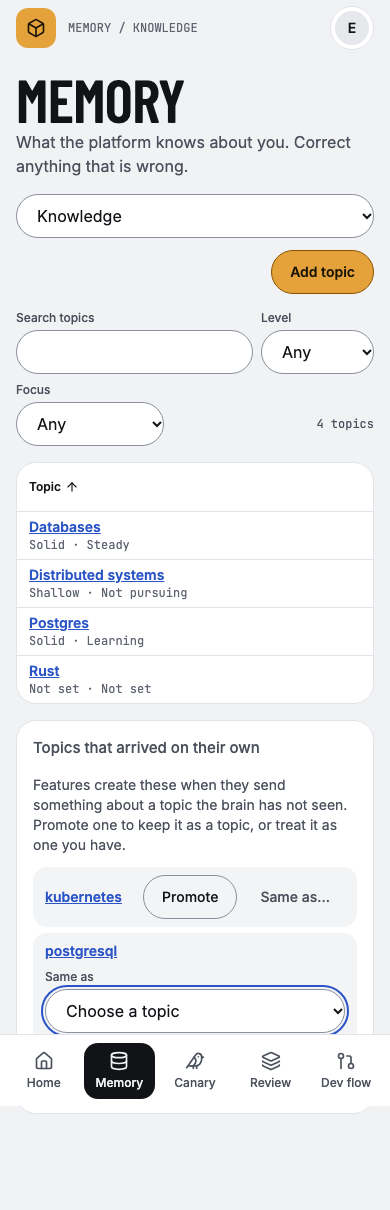 MEMORY / KNOWLEDGE
E
MEMORY
What the platform knows about you. Correct
anything that is wrong.
Knowledge
Add topic
Search topics
Level
Any
Focus
Any
4 topics
Topic ↑
Databases
Solid · Steady
Distributed systems
Shallow · Not pursuing
Postgres
Solid · Learning
Rust
Not set · Not set
Topics that arrived on their own
Features create these when they send
something about a topic the brain has not seen.
Promote one to keep it as a topic, or treat it as
one you have.
kubernetes
Promote
Same as...
postgresql
Same as
Choose a topic
Home
Memory
Canary
Review
Dev flow